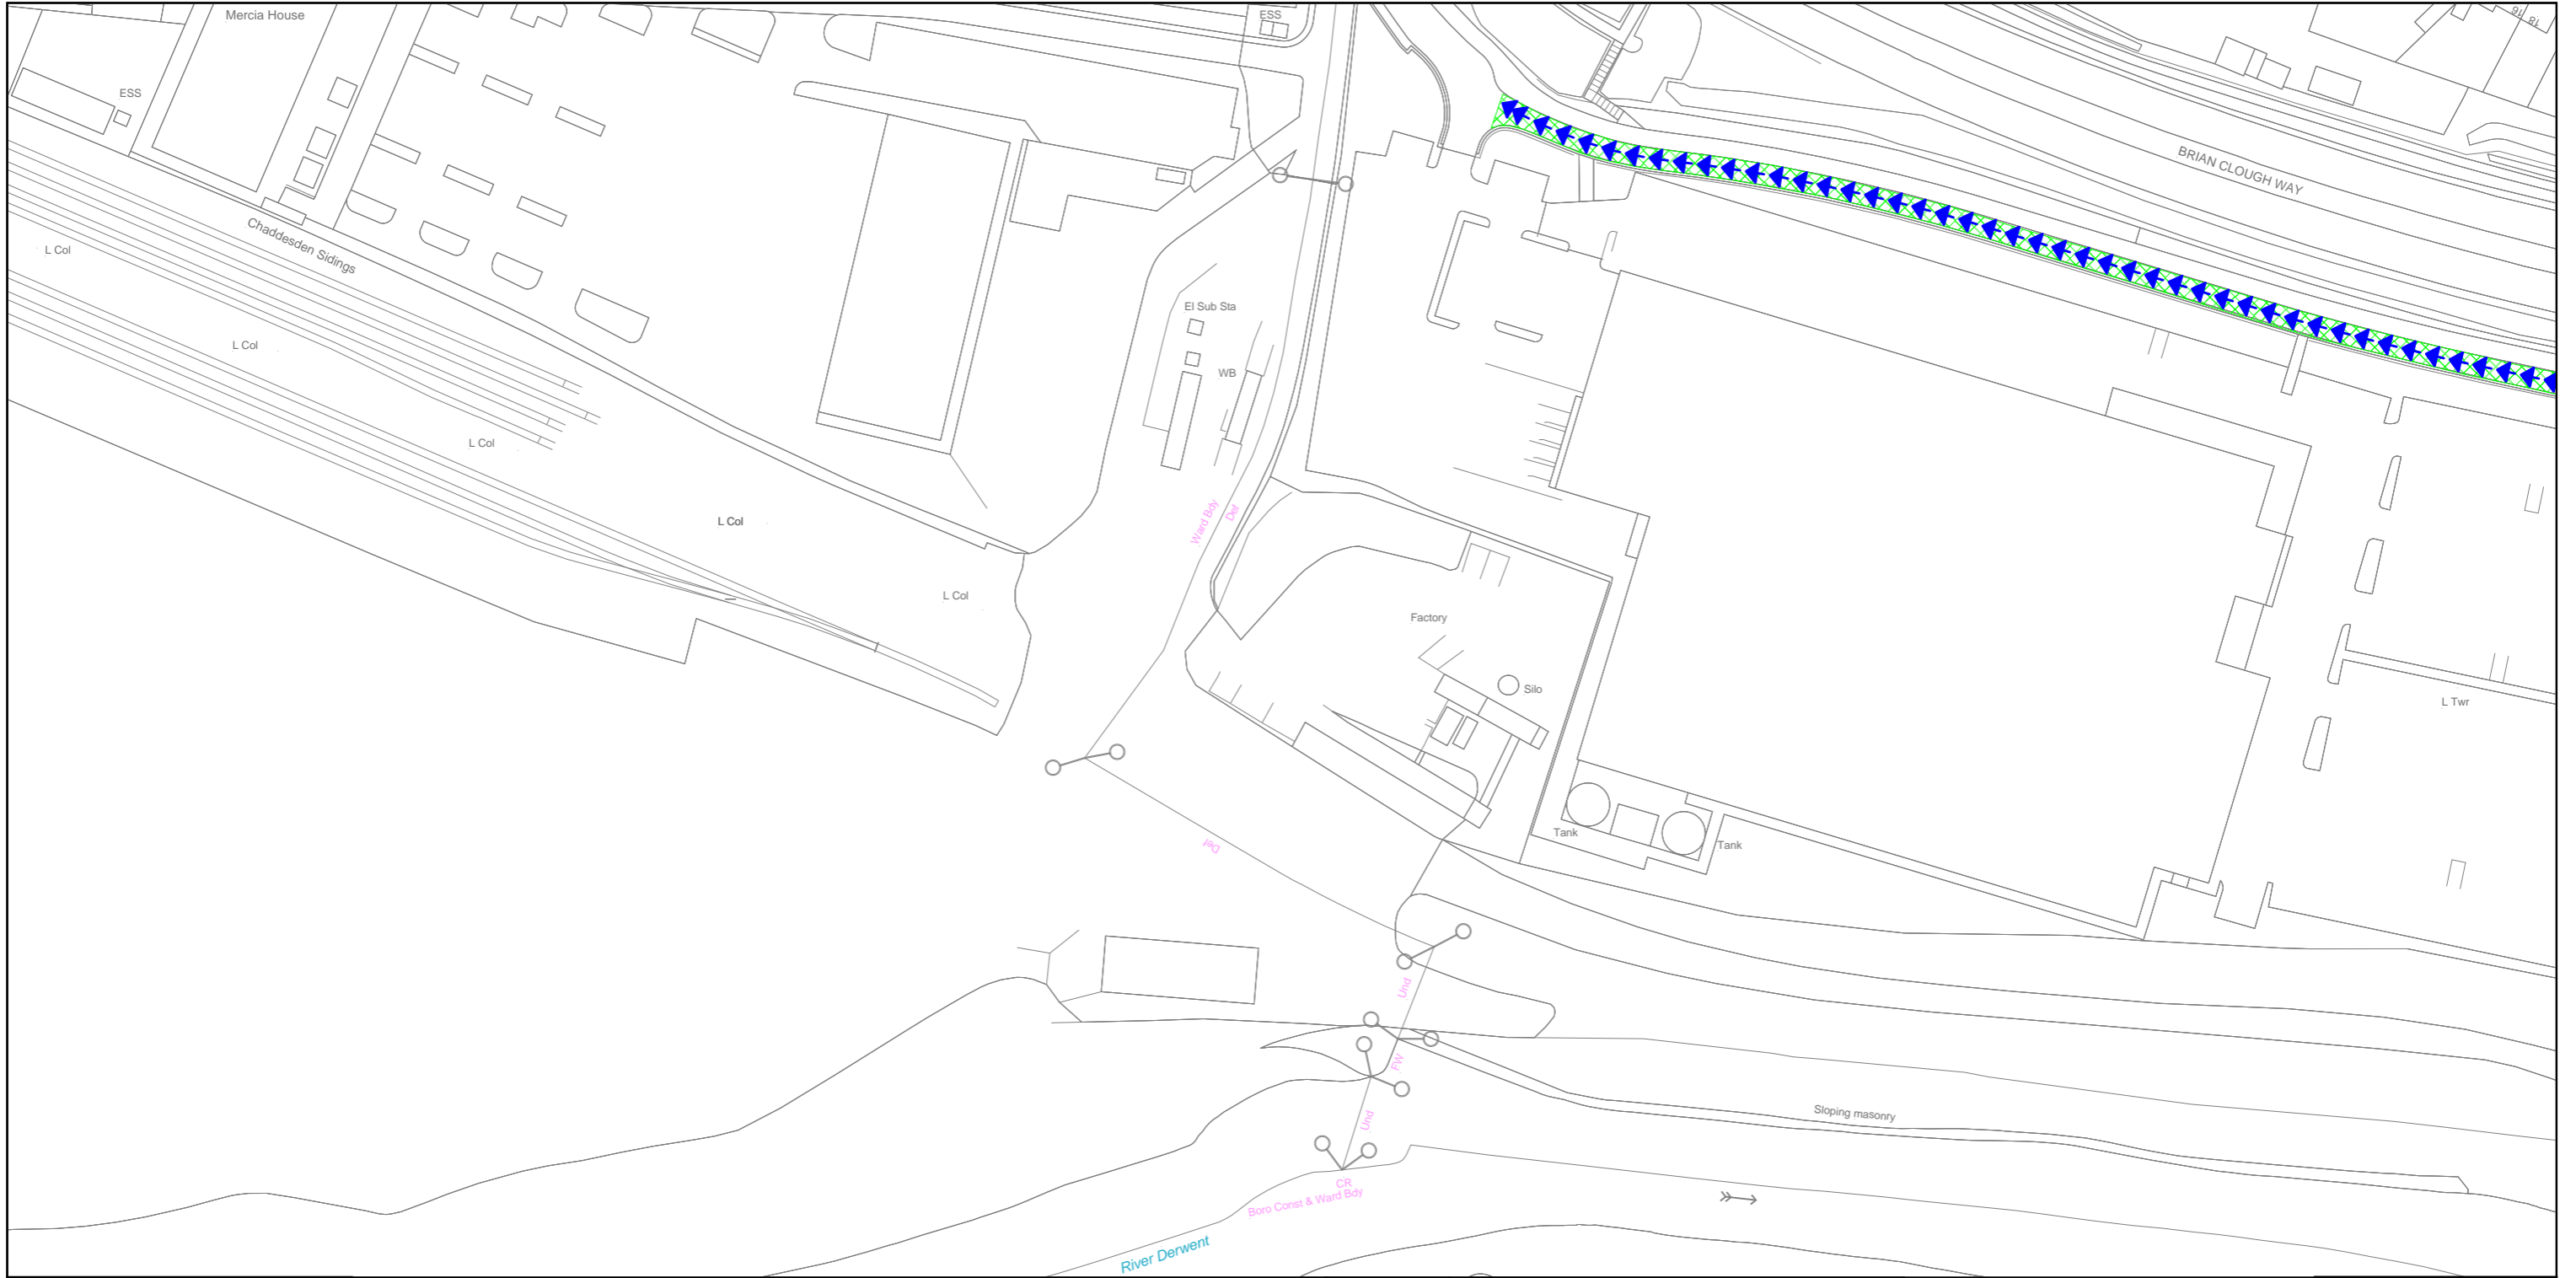 Mercia House
ESS
16
18
ESS
BRIAN CLOUGH WAY
Chaddesden Sidings
L Col
El Sub Sta
L Col
WB
L Col
Ward Bdy
Def
L Col
L Col
Factory
Silo
L Twr
Tank
Tank
Def
Und
FW
Und
Sloping masonry
CR
Boro Const & Ward Bdy
River Derwent